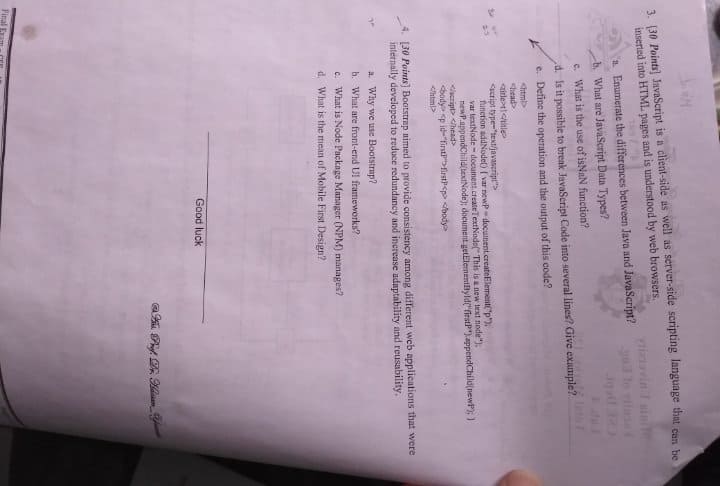 3. [30 Points] JavaScript is a client-side as well as server-side scripting language that can be
inserted into HTML pages and is understood by web browsers.
a. Enumerate the differences between Java and JavaScript?
b. What are JavaScript Data Types?
c. What is the use of isNaN function?
d. Is it possible to break JavaScript Code into several lines? Give example?
e. Define the operation and the output of this code?
<html>
<head>
<title>t1</title>
<script type="text/javascript">
function addNode() { var newP = document.createElement("p");
var textNode = document.createTextNode(" This is a new text node");
newP.appendChild(textNode); document.getElementById("firstP").appendChild(newP); }
</script> </head>
<body> <p id="firstP">firstP<p> </body>
</html>
4. [30 Points] Bootstrap aimed to provide consistency among different web applications that were
internally developed to reduce redundancy and increase adaptability and reusability.
a. Why we use Bootstrap?
b. What are front-end UI frameworks?
c. What is Node Package Manager (NPM) manages?
d. What is the mean of Mobile First Design?
Good luck
Prof. Dr.
Final Exam